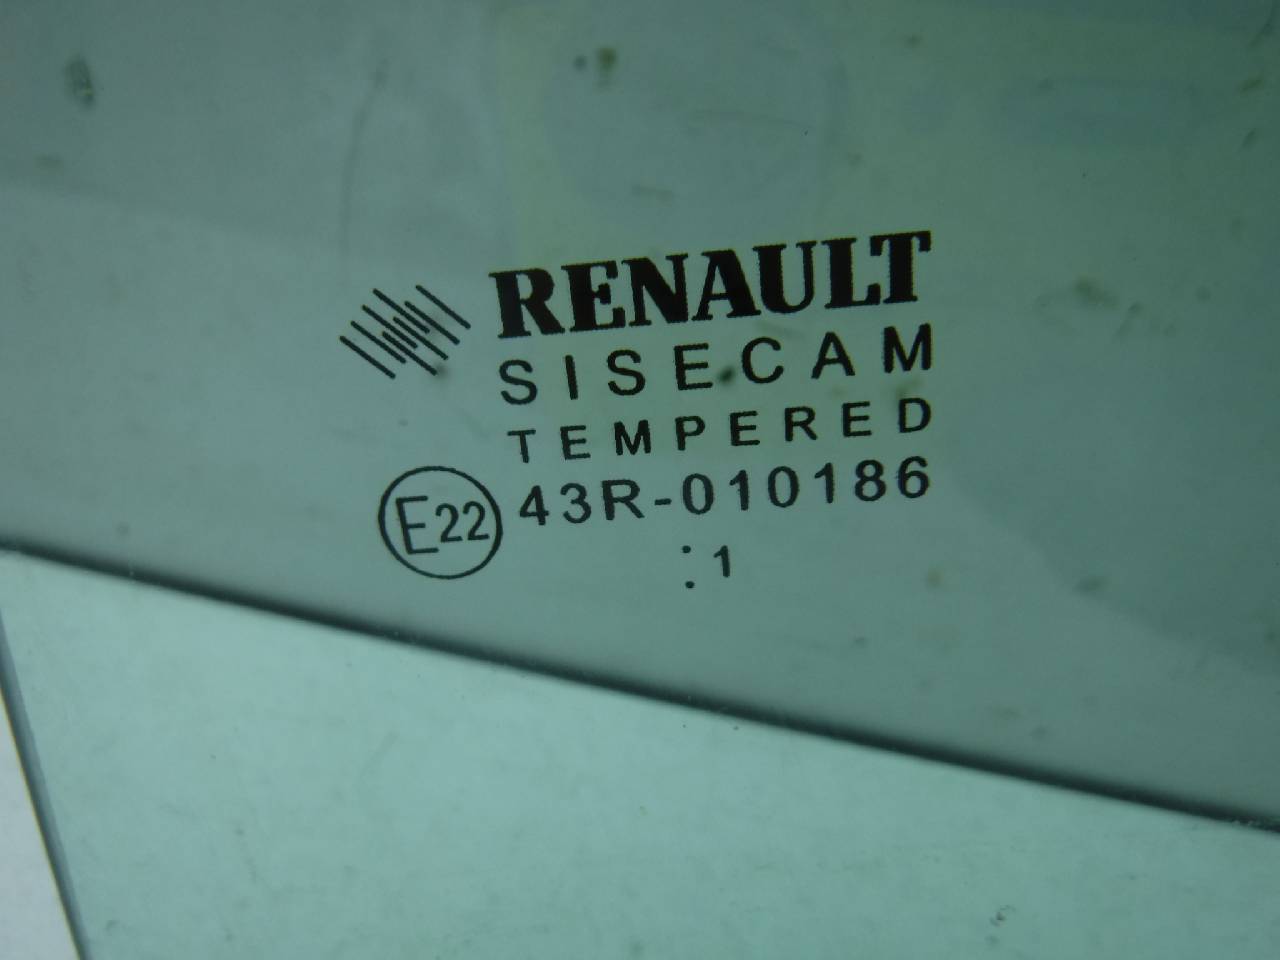 RENAULT
SISECAM
TEMPERED
E22 43R-010186
:1